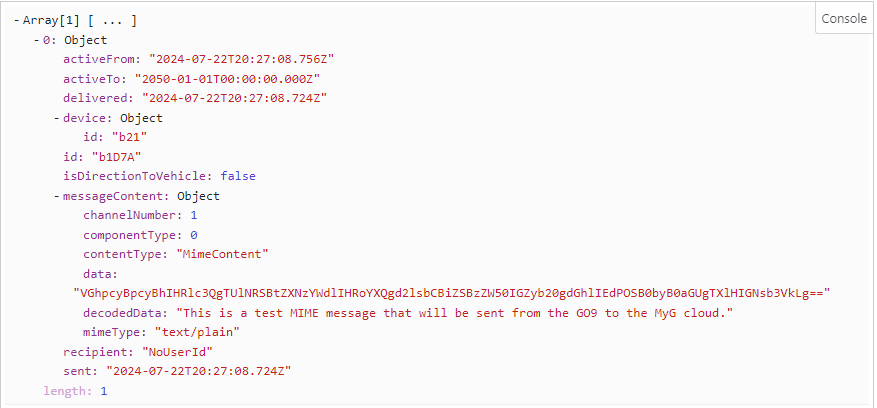 Console
-Array[1] [ ... ]
-0: Object
activeFrom: "2024-07-22T20:27:08.756Z"
activeTo: "2050-01-01T00:00:00.000Z"
delivered: "2024-07-22T20:27:08.724Z"
-device: Object
id: "b21"
id: "b1D7A"
isDirectionToVehicle: false
-messageContent: Object
channelNumber: 1
componentType: 0
contentType: "MimeContent"
data:
"VGhpcyBpcyBhIHRlc3QgTUlNRSBtZXNzYWdlIHRoYXQgd2lsbCBiZSBzZW50IGZyb20gdGhlIEdPOSB0byB0aGUgTXlHIGNsb3VkLg=="
decodedData: "This is a test MIME message that will be sent from the GO9 to the MyG cloud."
mimeType: "text/plain"
recipient: "NoUserId"
sent: "2024-07-22T20:27:08.724Z"
length: 1